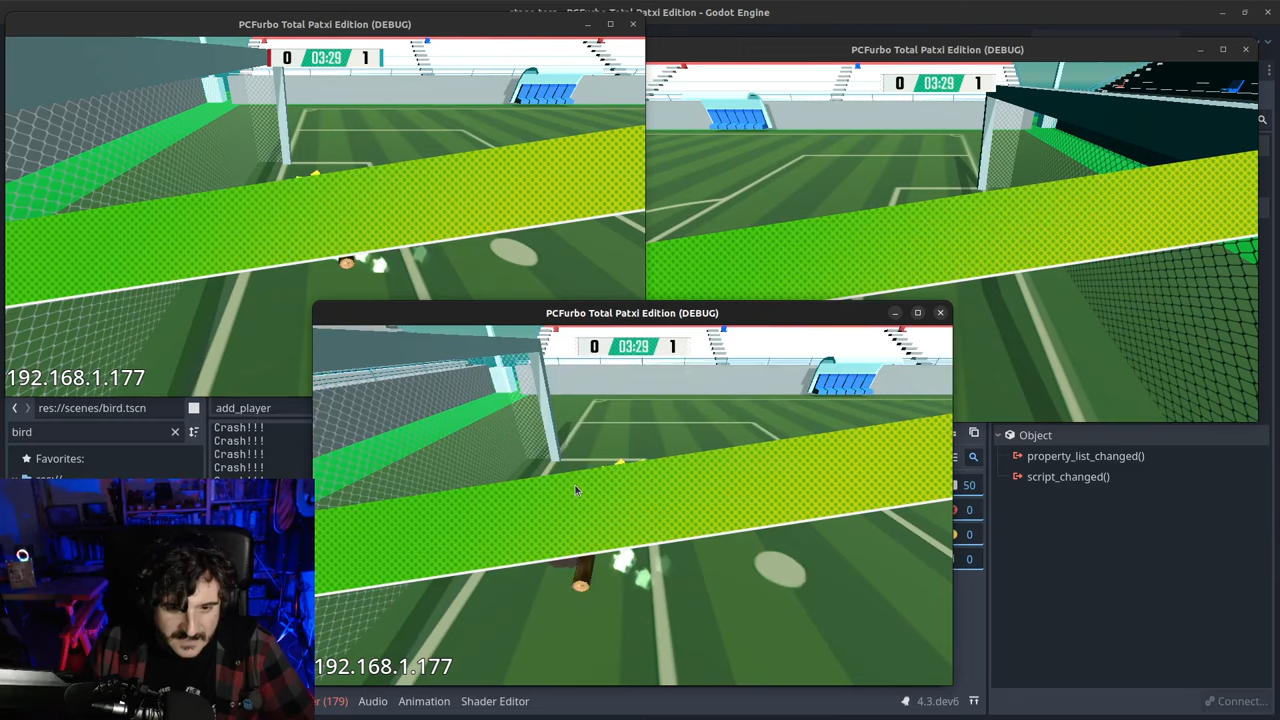 PCFurbo Total Patxi Edition - Godot Engine
PCFurbo Total Patxi Edition (DEBUG)
0 03:29 1
192.168.1.177
PCFurbo Total Patxi Edition (DEBUG)
0 03:29 1
PCFurbo Total Patxi Edition (DEBUG)
0 03:29 1
192.168.1.177
res://scenes/bird.tscn
add_player
bird
Favorites:
Crash!!!
Crash!!!
Crash!!!
Crash!!!
Object
property_list_changed()
script_changed()
50
0
0
0
(179)
Audio
Animation
Shader Editor
4.3.dev6
Connect...